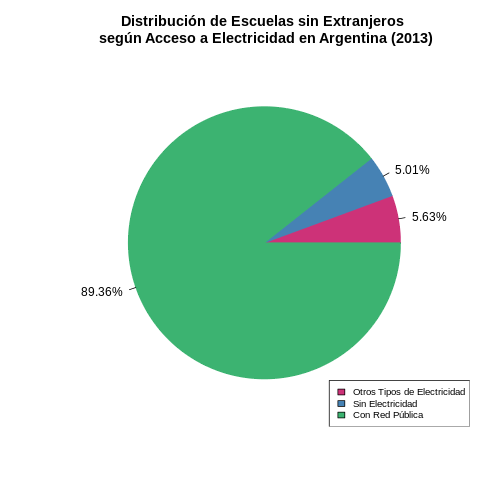 Distribución de Escuelas sin Extranjeros
según Acceso a Electricidad en Argentina (2013)
5.01%
5.63%
89.36%
Otros Tipos de Electricidad
Sin Electricidad
Con Red Pública